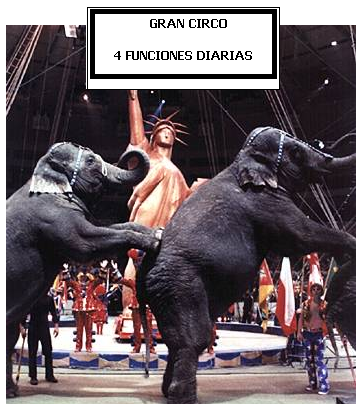 GRAN CIRCO
4 FUNCIONES DIARIAS